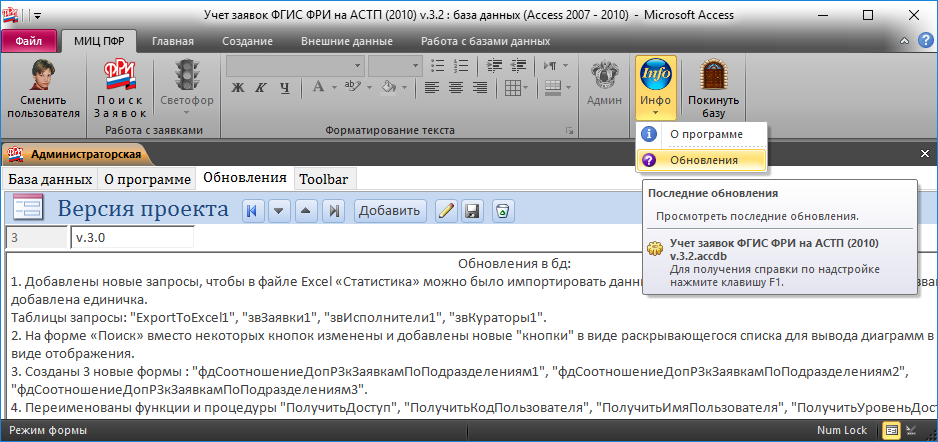 Учет заявок ФГИС ФРИ на АСТП (2010) v.3.2 : база данных (Access 2007 - 2010) - Microsoft Access
Файл МИЦ ПФР Главная Создание Внешние данные Работа с базами данных
ФРИ Info
Сменить пользователя
Поиск Заявок
Светофор
Ж К Ч
Админ
Инфо
Покинуть базу
Работа с заявками
Форматирование текста
О программе
Обновления
Администраторская
База данных О программе Обновления Toolbar
Последние обновления
Просмотреть последние обновления.
Учет заявок ФГИС ФРИ на АСТП (2010)
v.3.2.accdb
Для получения справки по надстройке
нажмите клавишу F1.
Версия проекта Добавить
3 v.3.0
Обновления в бд:
1. Добавлены новые запросы, чтобы в файле Excel «Статистика» можно было импортировать
добавлена единичка.
Таблицы запросы: "ExportToExcel1", "звЗаявки1", "звИсполнители1", "звКураторы1".
2. На форме «Поиск» вместо некоторых кнопок изменены и добавлены новые "кнопки" в виде раскрывающегося списка для вывода диаграмм в
виде отображения.
3. Созданы 3 новые формы : "фдСоотношениеДопРЗкЗаявкамПоПодразделениям1", "фдСоотношениеДопРЗкЗаявкамПоПодразделениям2",
"фдСоотношениеДопРЗкЗаявкамПоПодразделениям3".
4. Переименованы функции и процедуры "ПолучитьДоступ", "ПолучитьКодПользователя", "ПолучитьИмяПользователя",
Режим формы Num Lock